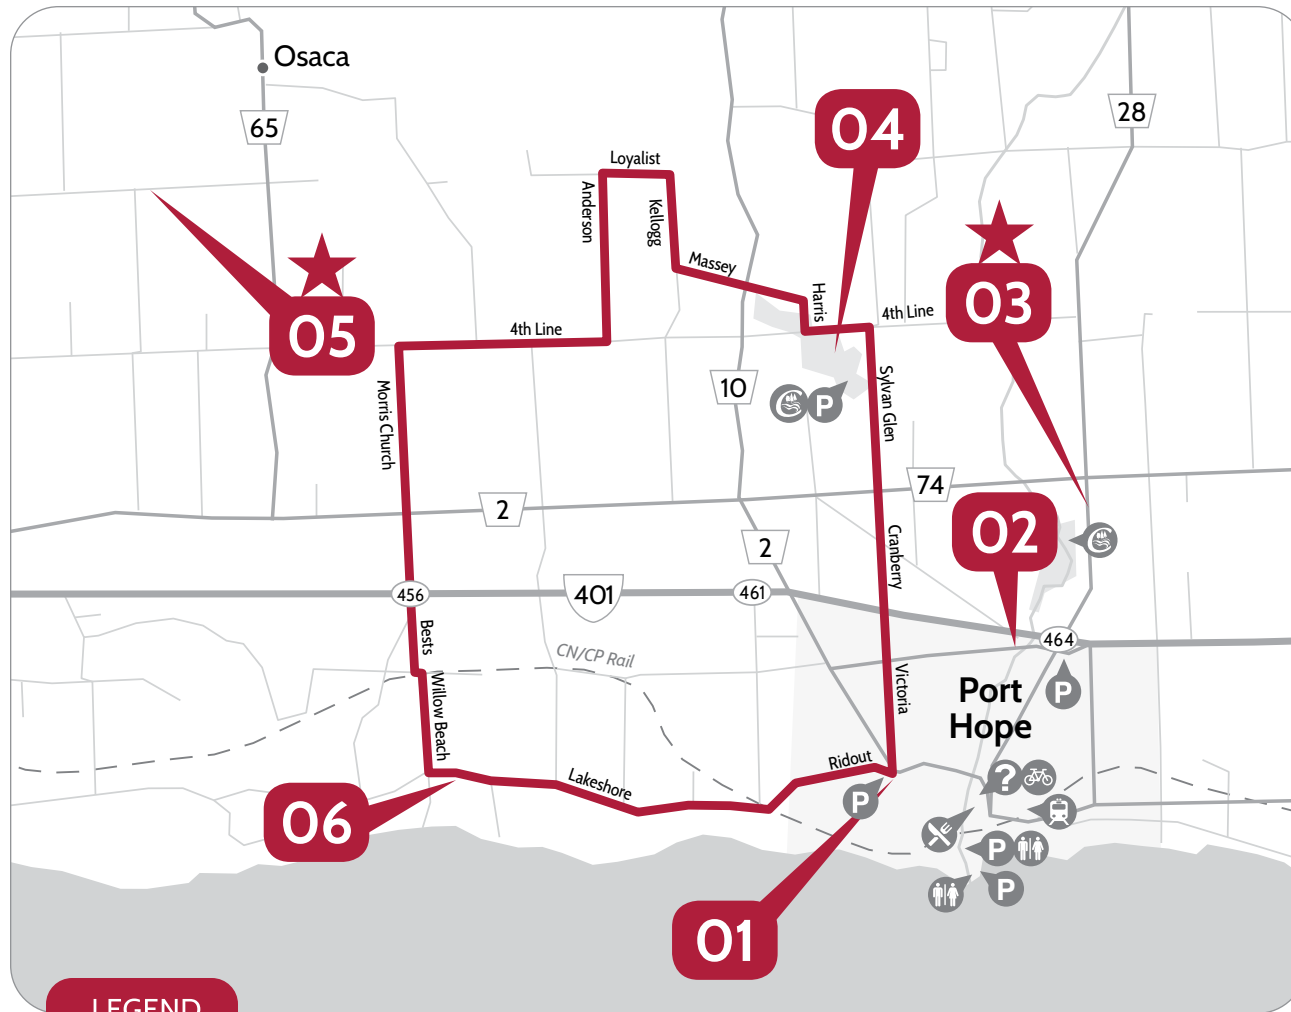 Osaca
65
28
04
Loyalist
Anderson
Kellogg
Massey
Harris
4th Line
03
05
4th Line
10
P
Sylvan Glen
Morris Church
74
2
02
2
Cranberry
456
401
461
464
Bests
CN/CP Rail
Willow Beach
Victoria
P
Port
Hope
Ridout
Lakeshore
?
P
06
P
P
01
LEGEND